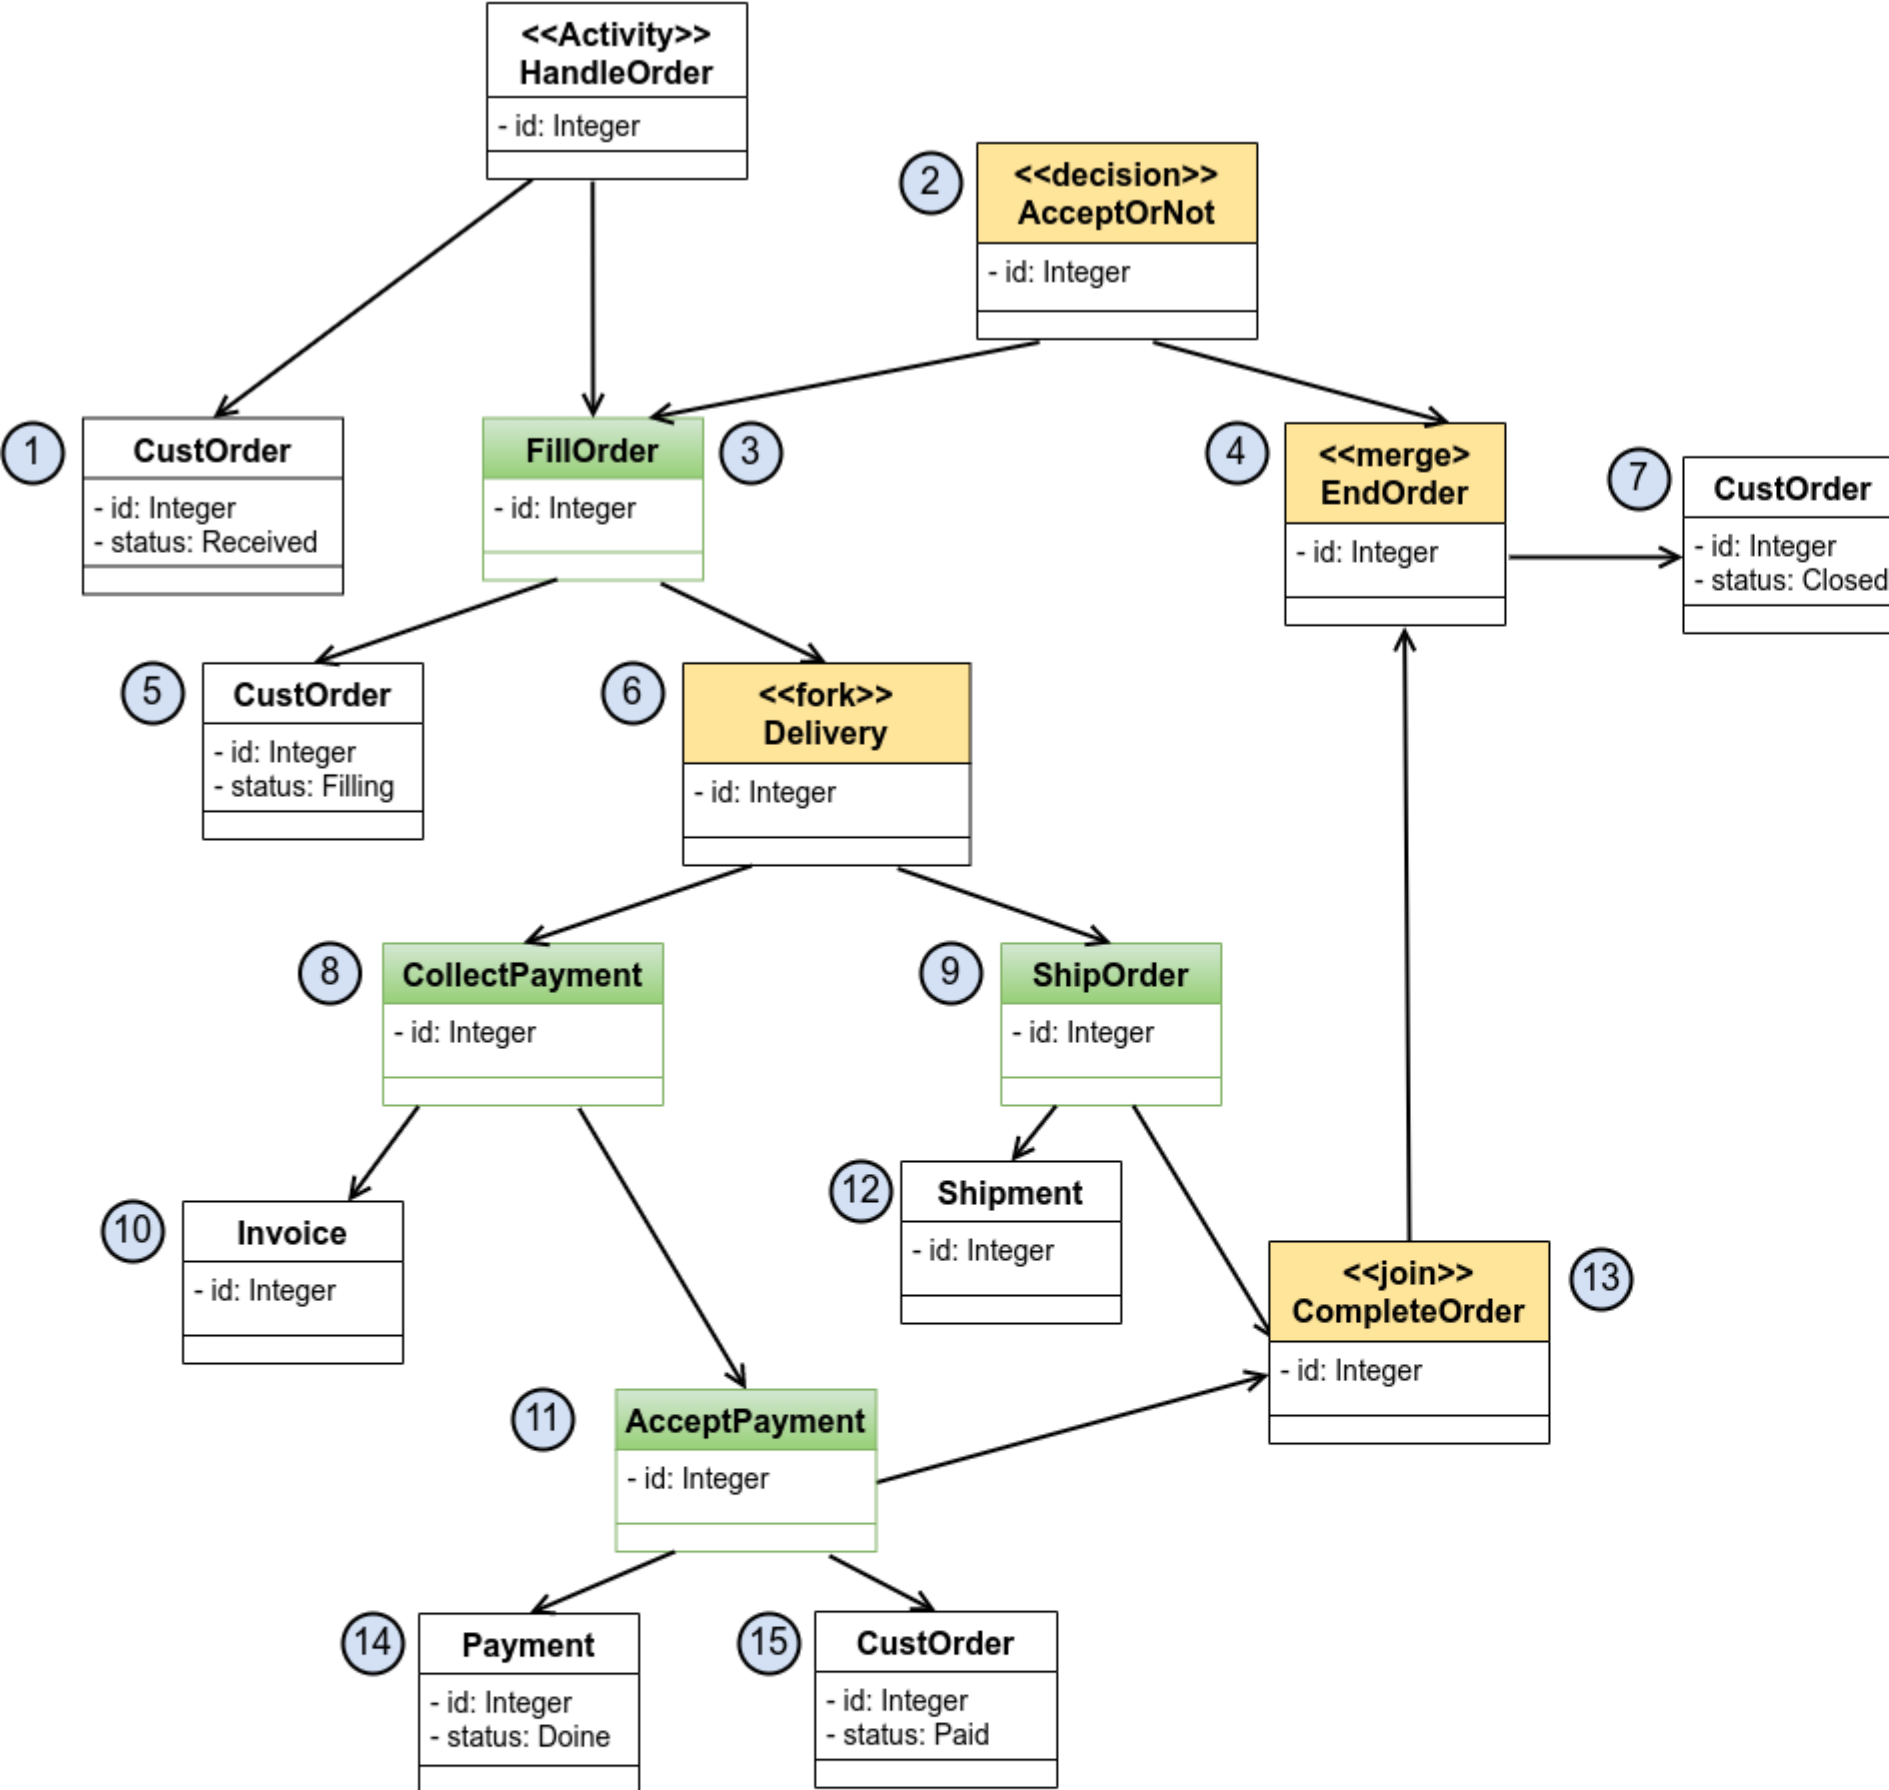 <<Activity>>
HandleOrder
- id: Integer
2
<<decision>>
AcceptOrNot
- id: Integer
1
CustOrder
- id: Integer
- status: Received
FillOrder
- id: Integer
3
4
<<merge>
EndOrder
- id: Integer
7
CustOrder
- id: Integer
- status: Closed
5
CustOrder
- id: Integer
- status: Filling
6
<<fork>>
Delivery
- id: Integer
8
CollectPayment
- id: Integer
9
ShipOrder
- id: Integer
10
Invoice
- id: Integer
12
Shipment
- id: Integer
<<join>>
CompleteOrder
- id: Integer
13
11
AcceptPayment
- id: Integer
14
Payment
- id: Integer
- status: Doine
15
CustOrder
- id: Integer
- status: Paid